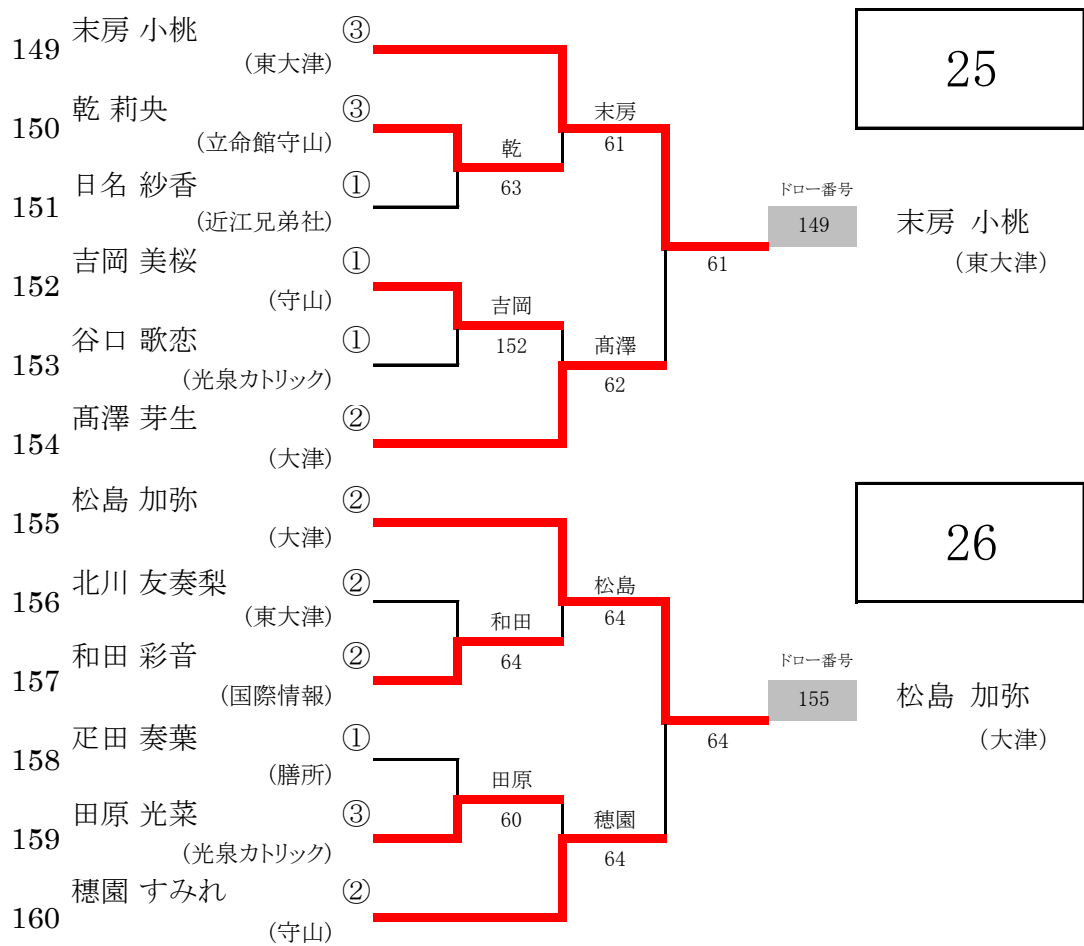 149 末房 小桃 ③
(東大津)
150 乾 莉央 ③
(立命館守山)
151 日名 紗香 ①
(近江兄弟社)
152 吉岡 美桜 ①
(守山)
153 谷口 歌恋 ①
(光泉カトリック)
154 髙澤 芽生 ②
(大津)
乾
63
吉岡
152
末房
61
髙澤
62
61
25
ドロー番号
149 末房 小桃
(東大津)
155 松島 加弥 ②
(大津)
156 北川 友奏梨 ②
(東大津)
157 和田 彩音 ②
(国際情報)
158 疋田 奏葉 ①
(膳所)
159 田原 光菜 ③
(光泉カトリック)
160 穂園 すみれ ②
(守山)
和田
64
田原
60
松島
64
穂園
64
64
26
ドロー番号
155 松島 加弥
(大津)